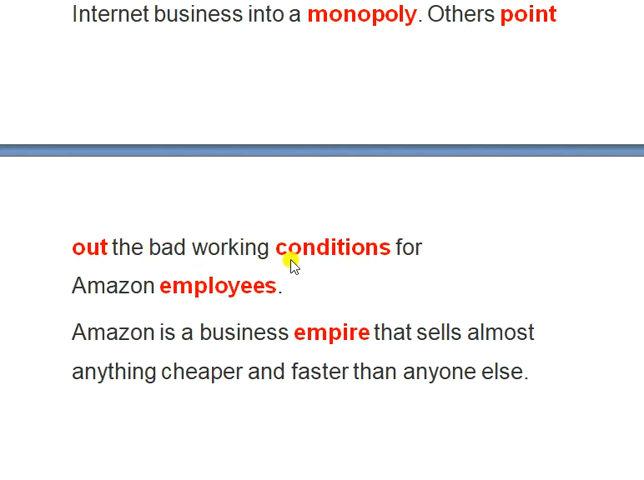 Internet business into a monopoly. Others point
out the bad working conditions for
Amazon employees.
Amazon is a business empire that sells almost
anything cheaper and faster than anyone else.